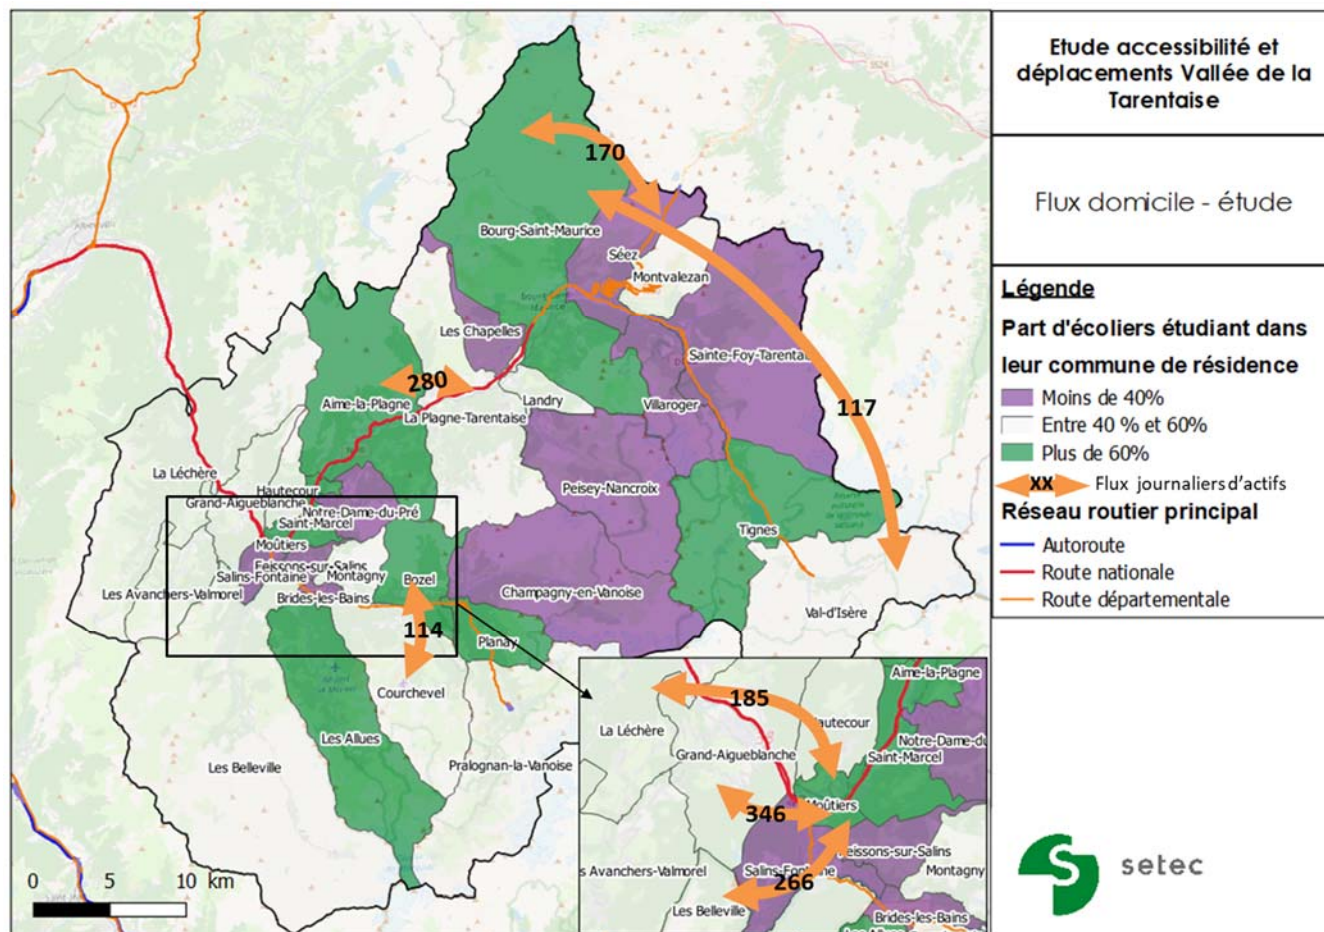 Etude accessibilité et
déplacements Vallée de la
Tarentaise
Flux domicile - étude
Légende
Part d'écoliers étudiant dans
leur commune de résidence
Moins de 40%
Entre 40 % et 60%
Plus de 60%
XX
Flux journaliers d'actifs
Réseau routier principal
Autoroute
Route nationale
Route départementale
setec
170
Bourg-Saint-Maurice
Séez
Montvalezan
Les Chapelles
Sainte-Foy-Tarentai
280
Aime-la-Plagne
Landry
Villaroger
117
La Plagne-Tarentaise
La Léchère
Peisey-Nancroix
Hautecour
Grand-Aigueblanche
Notre-Dame-du-Pré
Saint-Marcel
Tignes
Moûtiers
Feissons-sur-Salins
Salins-Fontaine
Montagny
Bozel
Les Avanchers-Valmorel
Brides-les-Bains
Champagny-en-Vanoise
Val-d'Isère
114
Planay
Courchevel
Les Allues
Les Belleville
Pralognan-la-Vanoise
0 5 10 km
Aime-la-Plagne
185
La Léchère
autecour
Notre-Dame-du
Grand-Aigueblanche
Saint-Marcel
Moûtiers
346
eissons-sur-Salins
s Avanchers-Valmorel
Salins-Fontaine
Montagny
266
Les Belleville
Brides-les-Bains